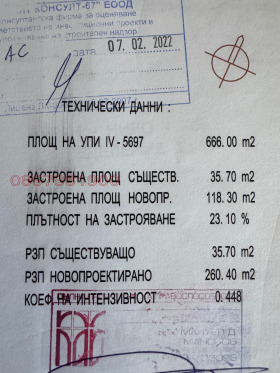 КОНСУЛТ-67" ЕООД
07. 02. 2022
ТЕХНИЧЕСКИ ДАННИ :
ПЛОЩ НА УПИ IV - 5697 666.00 m2
ЗАСТРОЕНА ПЛОЩ СЪЩЕСТВ. 35.70 m2
ЗАСТРОЕНА ПЛОЩ НОВОПР. 118.30 m2
ПЛЪТНОСТ НА ЗАСТРОЯВАНЕ 23.10 %
РЗП СЪЩЕСТВУВАЩО 35.70 m2
РЗП НОВОПРОЕКТИРАНО 260.40 m2
КОЕФ НА ИНТЕНЗИВНОСТ 0.448